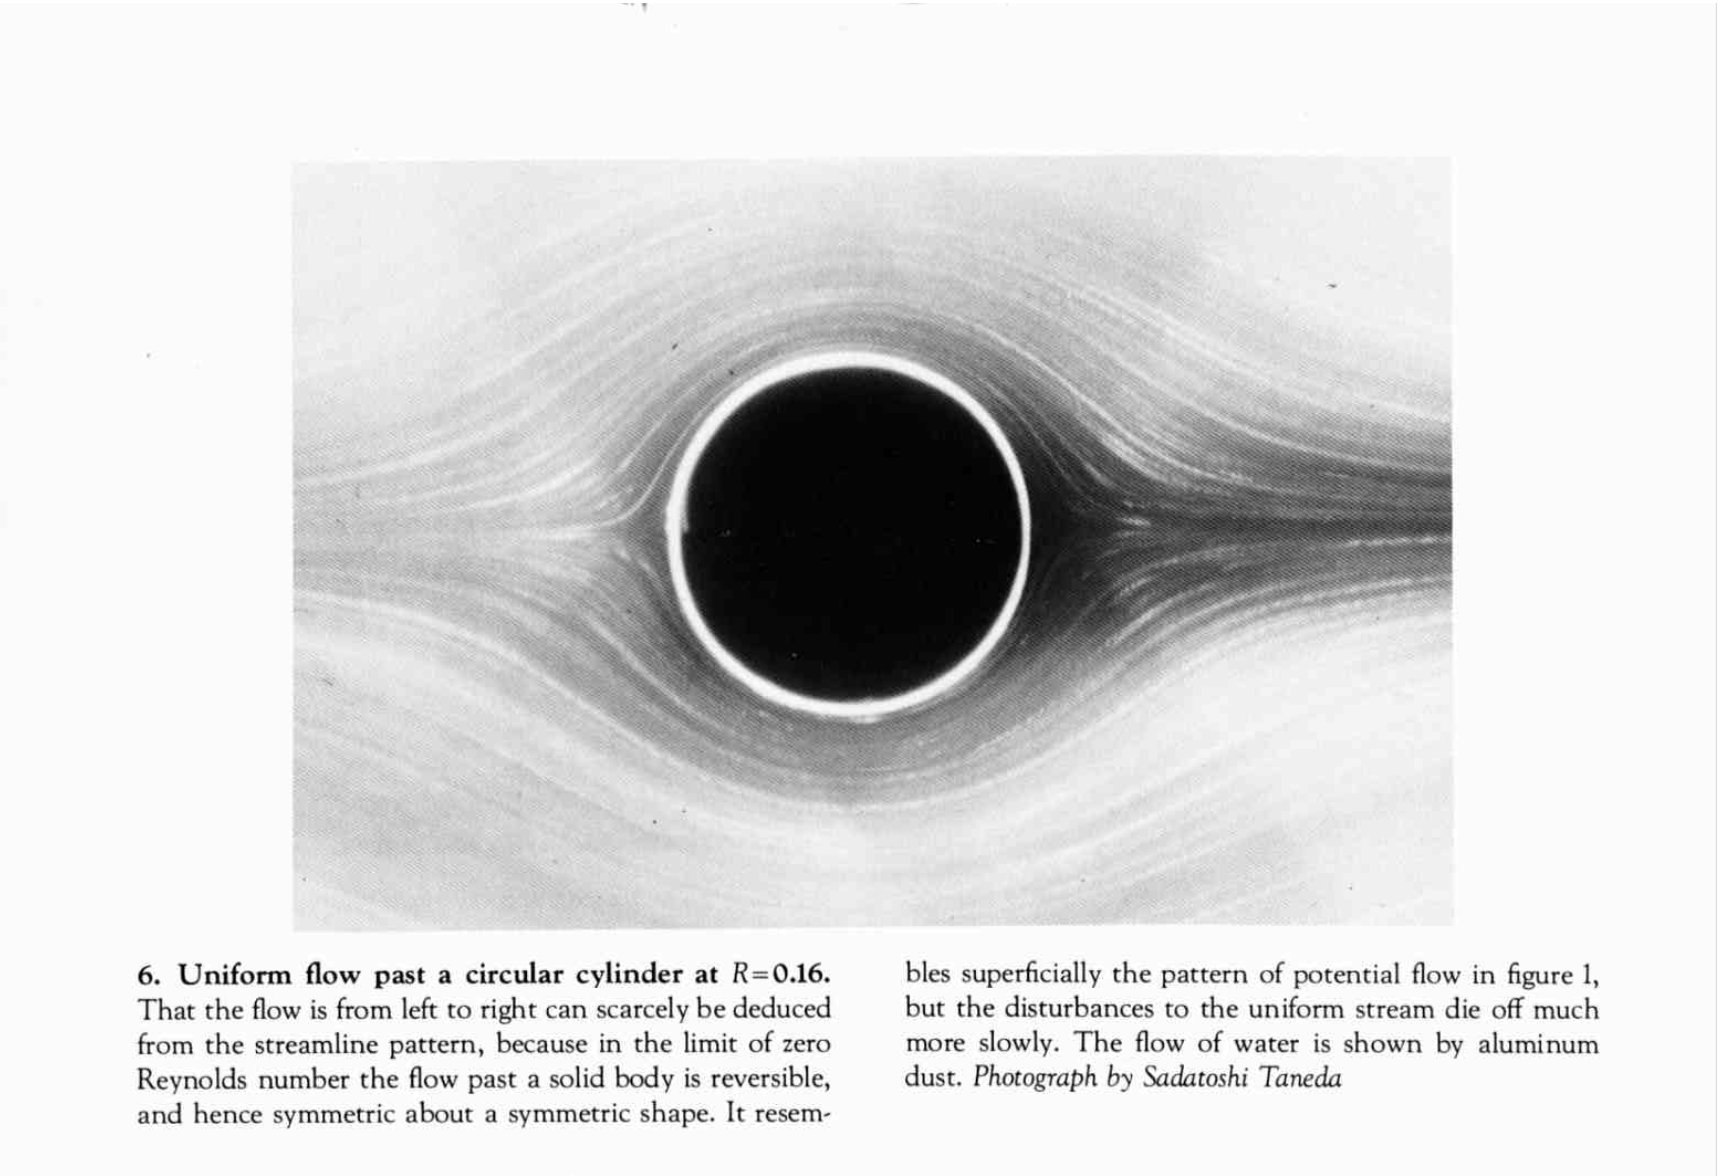 6. Uniform flow past a circular cylinder at R=0.16.
That the flow is from left to right can scarcely be deduced
from the streamline pattern, because in the limit of zero
Reynolds number the flow past a solid body is reversible,
and hence symmetric about a symmetric shape. It resem-
bles superficially the pattern of potential flow in figure 1,
but the disturbances to the uniform stream die off much
more slowly. The flow of water is shown by aluminum
dust. Photograph by Sadatoshi Taneda